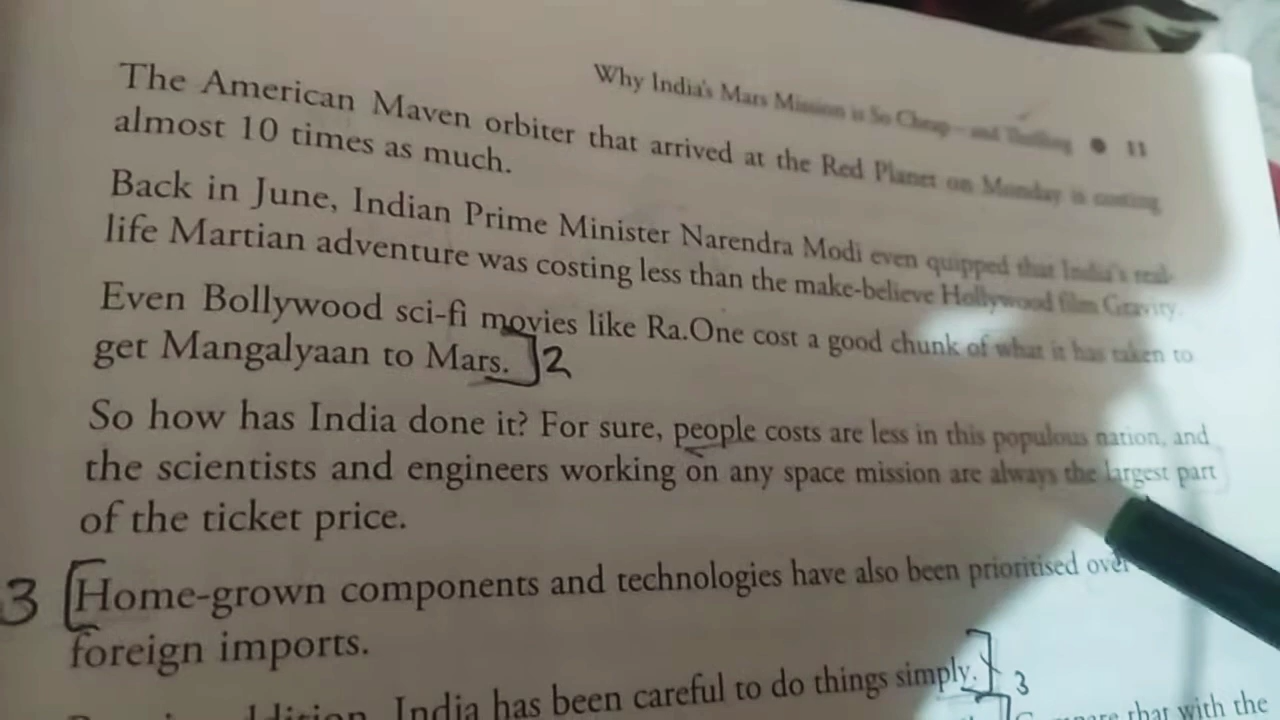 Why India's Mars Mission is So Cheap – and Thrilling • 11
The American Maven orbiter that arrived at the Red Planet on Monday is costing
almost 10 times as much.
Back in June, Indian Prime Minister Narendra Modi even quipped that India's real-
life Martian adventure was costing less than the make-believe Hollywood film Gravity.
Even Bollywood sci-fi movies like Ra.One cost a good chunk of what it has taken to
get Mangalyaan to Mars. ]2
So how has India done it? For sure, people costs are less in this populous nation, and
the scientists and engineers working on any space mission are always the largest part
of the ticket price.
3 [Home-grown components and technologies have also been prioritised over
foreign imports.
India has been careful to do things simply.] 3
that with the